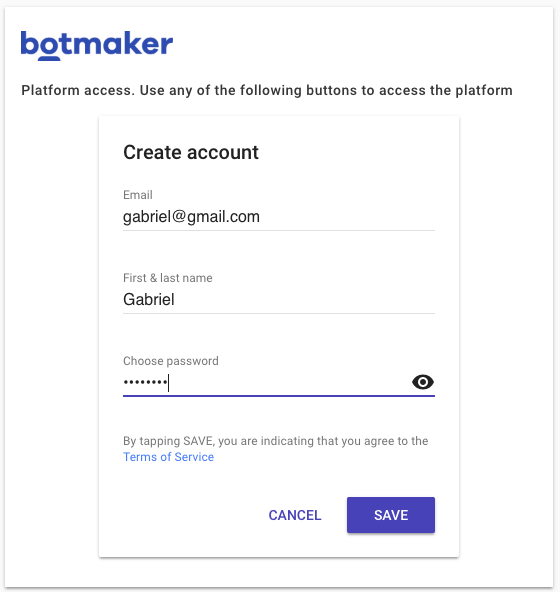 botmaker
Platform access. Use any of the following buttons to access the platform
Create account
Email
gabriel@gmail.com
First & last name
Gabriel
Choose password
••••••••
By tapping SAVE, you are indicating that you agree to the
Terms of Service
CANCEL SAVE